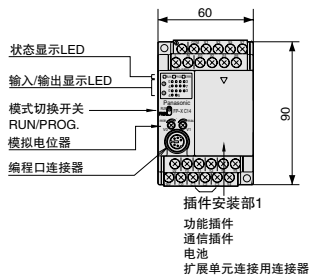 60
状态显示LED
输入/输出显示LED
Panasonic
模式切换开关
RUN/PROG.
FP-X C14
模拟电位器
90
编程口连接器
插件安装部1
功能插件
通信插件
电池
扩展单元连接用连接器